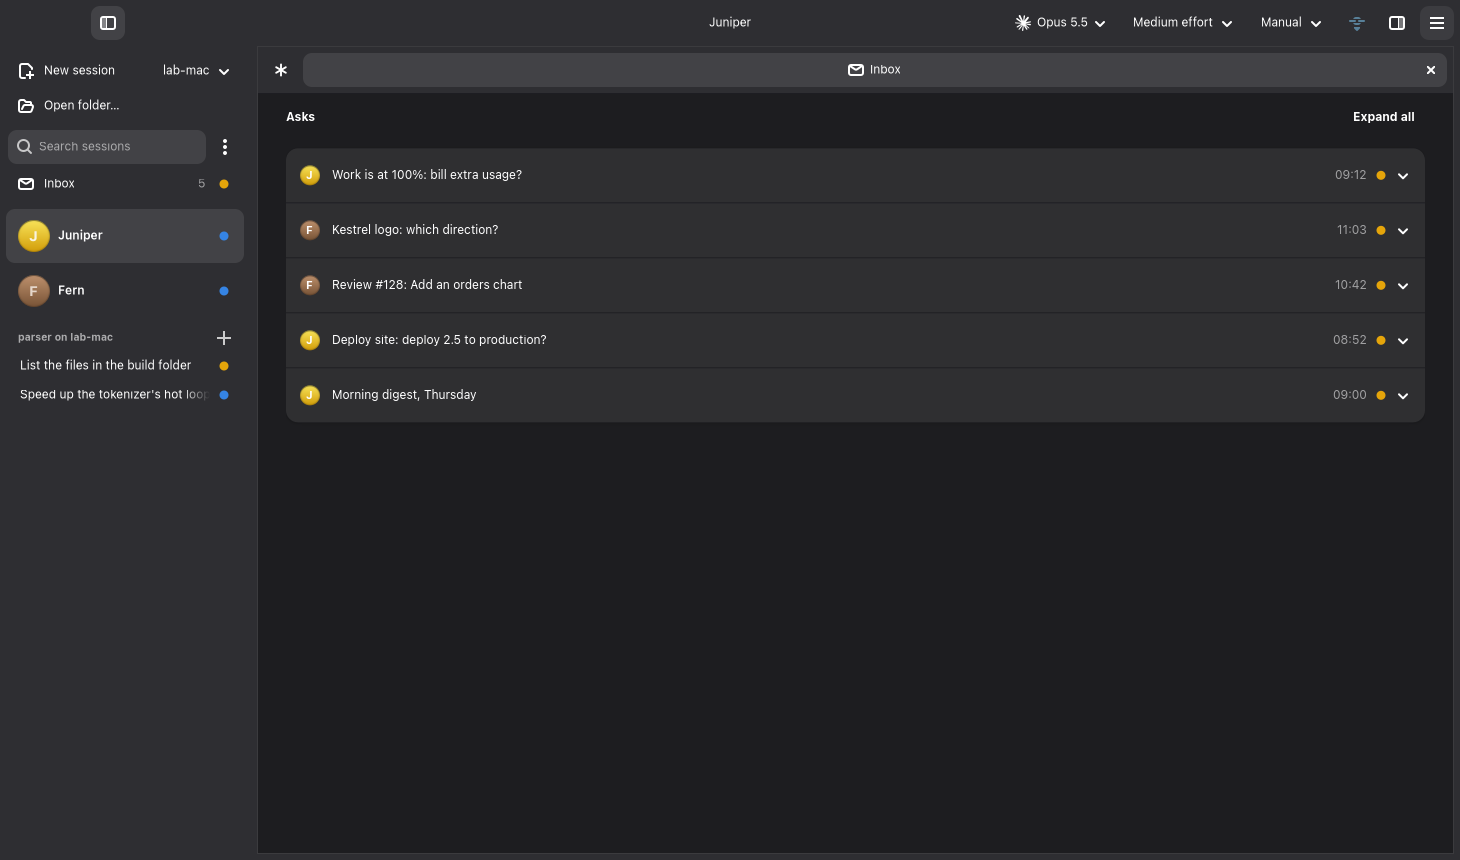 Juniper
Opus 5.5
Medium effort
Manual
New session
lab-mac
Open folder...
Search sessions
Inbox
5
J
Juniper
F
Fern
parser on lab-mac
List the files in the build folder
Speed up the tokenizer's hot loop
Inbox
Asks
Expand all
J
Work is at 100%: bill extra usage?
09:12
F
Kestrel logo: which direction?
11:03
F
Review #128: Add an orders chart
10:42
J
Deploy site: deploy 2.5 to production?
08:52
J
Morning digest, Thursday
09:00